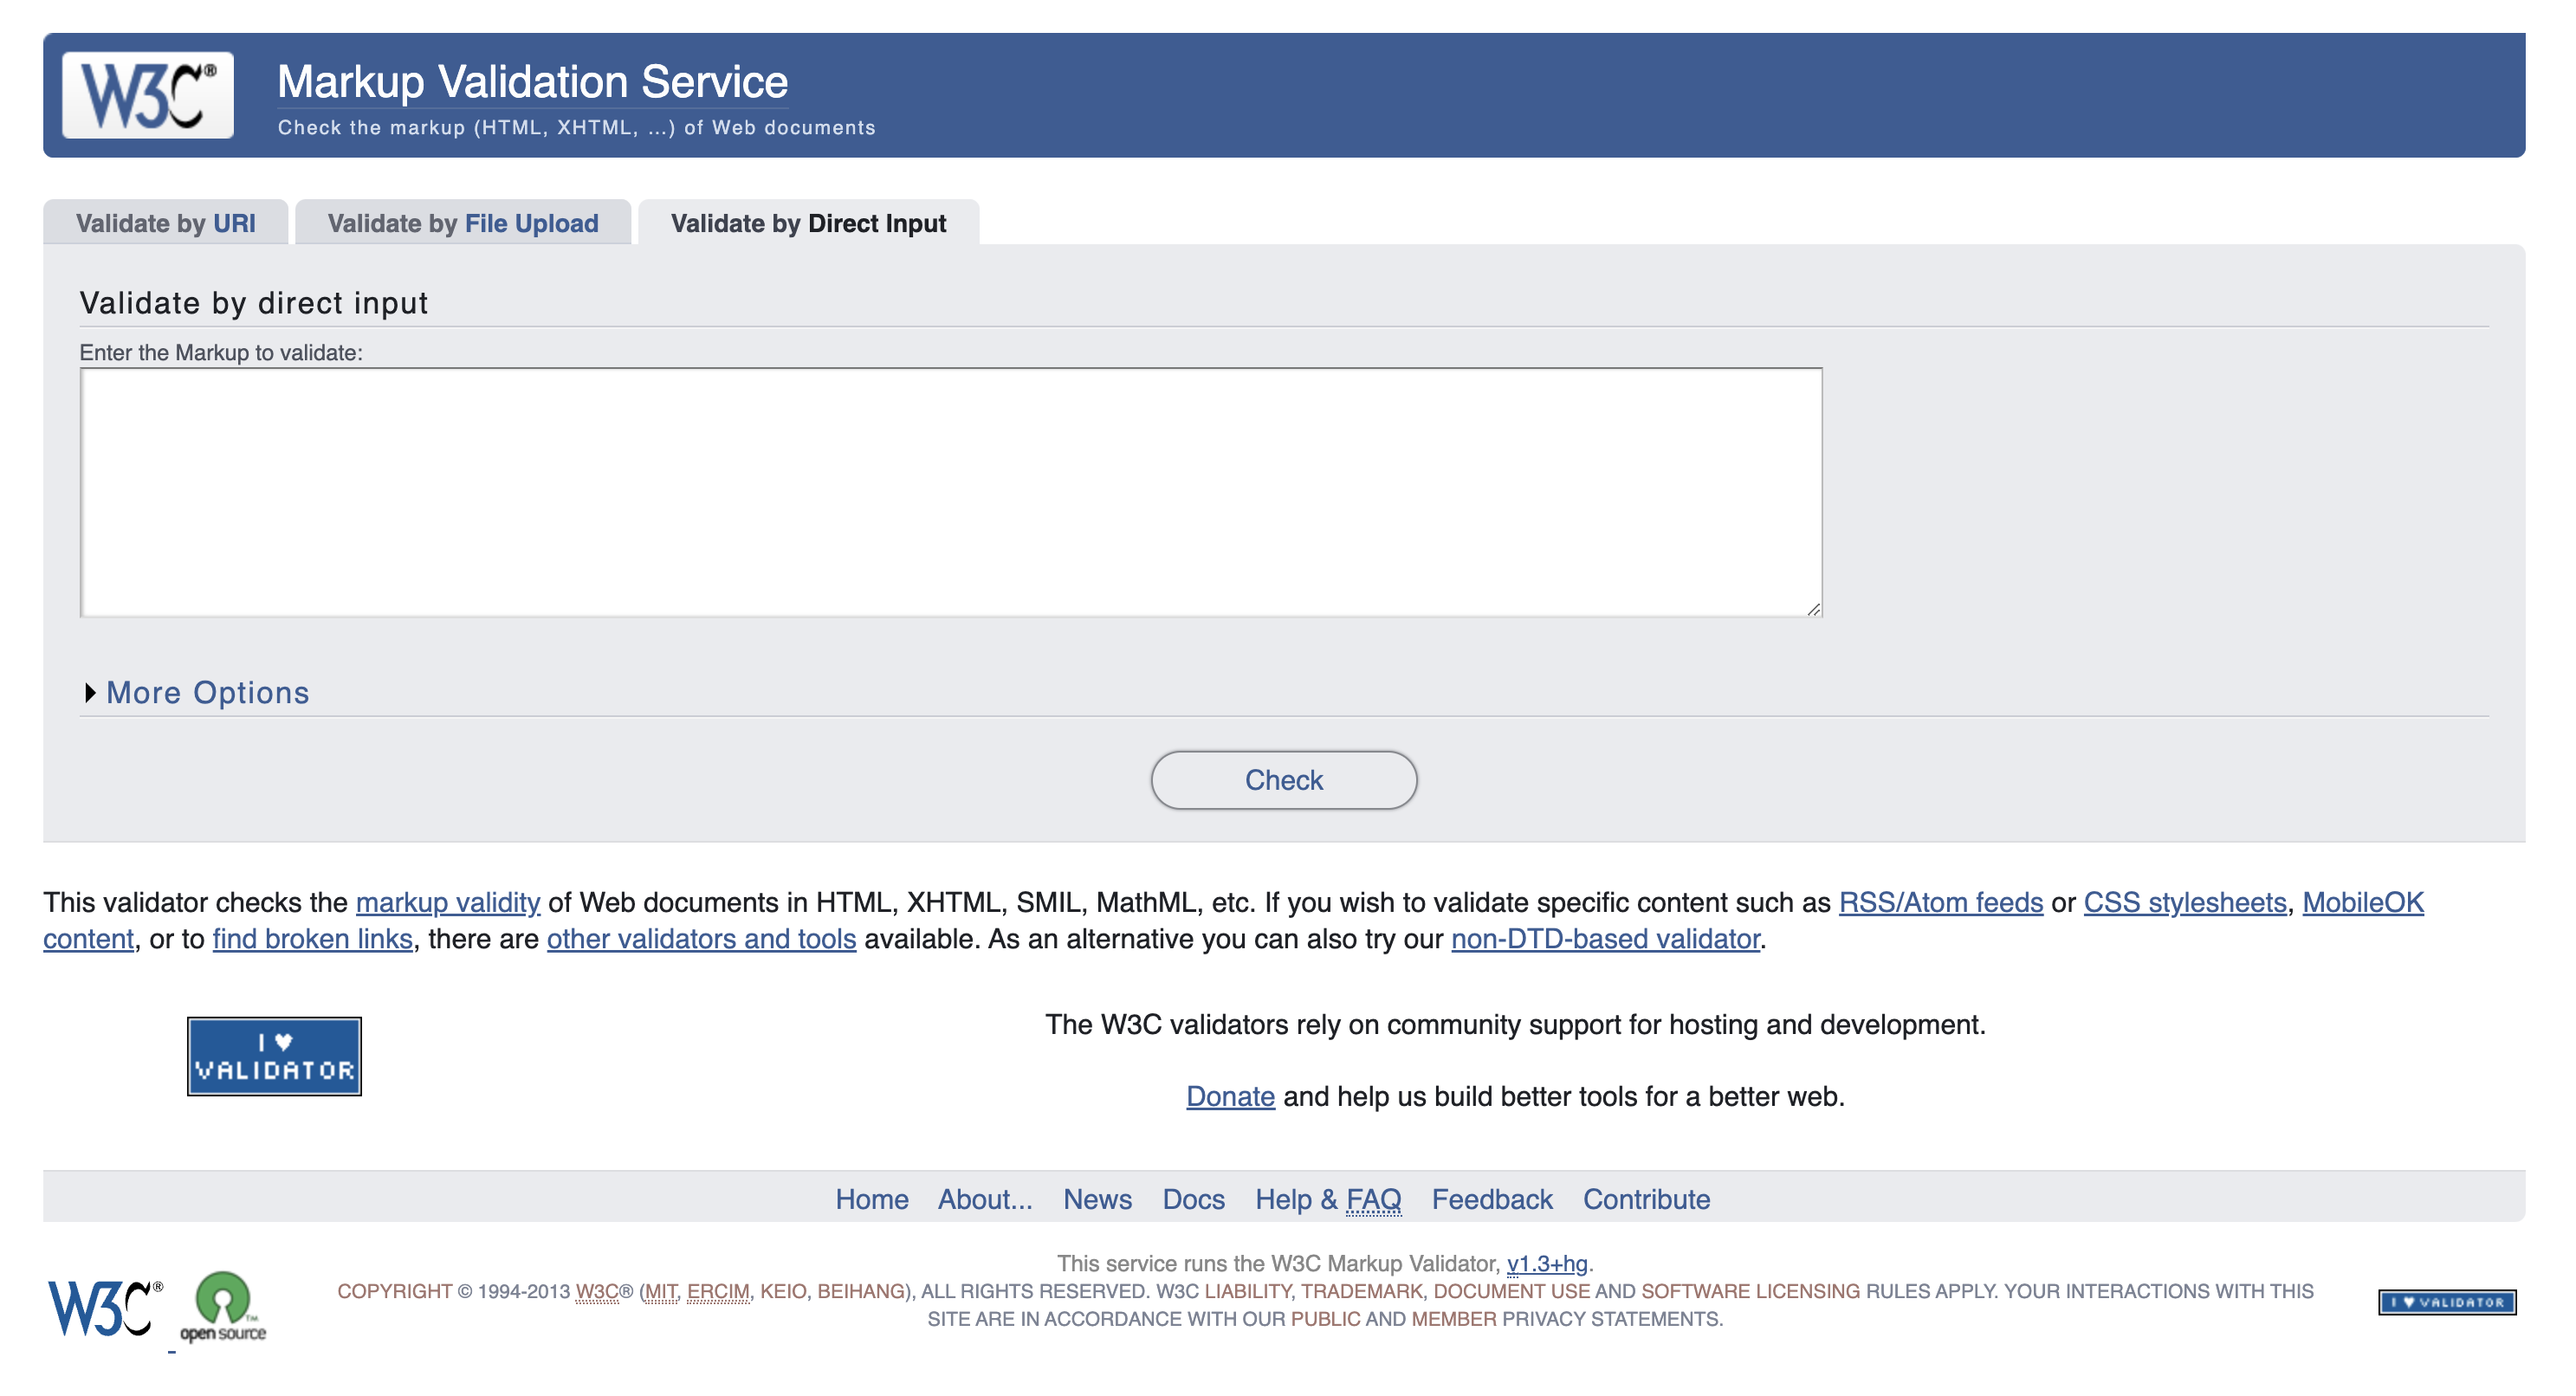 W3C®
Markup Validation Service
Check the markup (HTML, XHTML, …) of Web documents
Validate by URI
Validate by File Upload
Validate by Direct Input
Validate by direct input
Enter the Markup to validate:
More Options
Check
This validator checks the markup validity of Web documents in HTML, XHTML, SMIL, MathML, etc. If you wish to validate specific content such as RSS/Atom feeds or CSS stylesheets, MobileOK
content, or to find broken links, there are other validators and tools available. As an alternative you can also try our non-DTD-based validator.
I ♥
VALIDATOR
The W3C validators rely on community support for hosting and development.
Donate and help us build better tools for a better web.
Home About... News Docs Help & FAQ Feedback Contribute
This service runs the W3C Markup Validator, v1.3+hg.
COPYRIGHT © 1994-2013 W3C® (MIT, ERCIM, KEIO, BEIHANG), ALL RIGHTS RESERVED. W3C LIABILITY, TRADEMARK, DOCUMENT USE AND SOFTWARE LICENSING RULES APPLY. YOUR INTERACTIONS WITH THIS
SITE ARE IN ACCORDANCE WITH OUR PUBLIC AND MEMBER PRIVACY STATEMENTS.
W3C®
open source™
I ♥ VALIDATOR